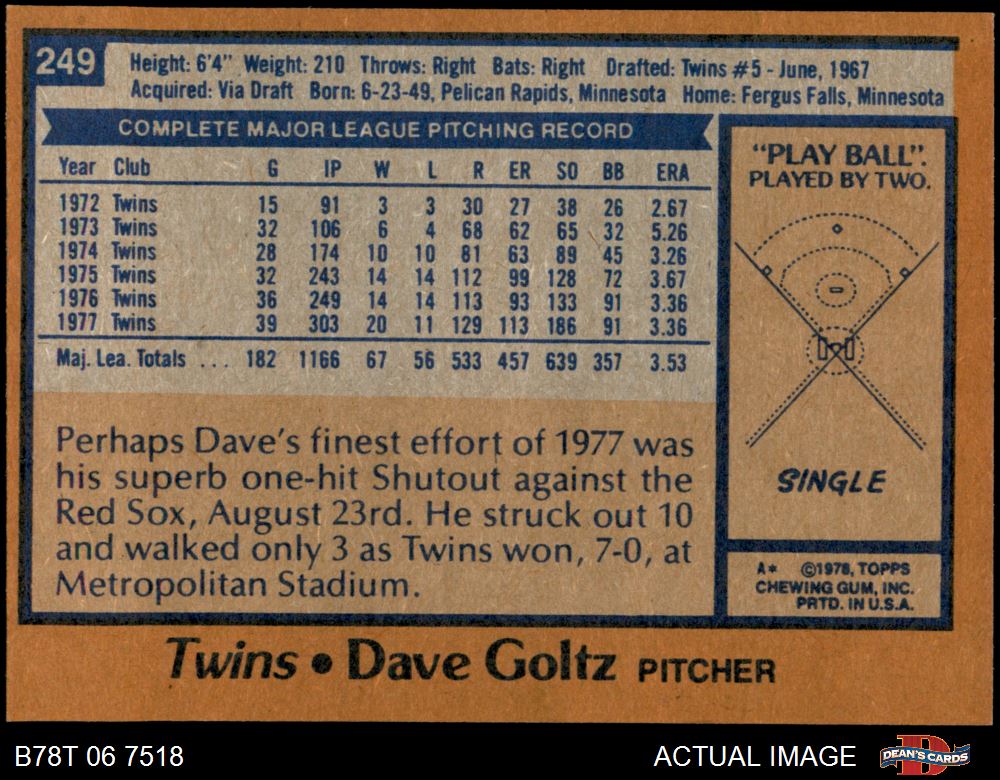 249
Height: 6'4" Weight: 210 Throws: Right Bats: Right Drafted: Twins #5 - June, 1967
Acquired: Via Draft Born: 6-23-49, Pelican Rapids, Minnesota Home: Fergus Falls, Minnesota
COMPLETE MAJOR LEAGUE PITCHING RECORD
Year Club G IP W L R ER SO BB ERA
1972 Twins 15 91 3 3 30 27 38 26 2.67
1973 Twins 32 106 6 4 68 62 65 32 5.26
1974 Twins 28 174 10 10 81 63 89 45 3.26
1975 Twins 32 243 14 14 112 99 128 72 3.67
1976 Twins 36 249 14 14 113 93 133 91 3.36
1977 Twins 39 303 20 11 129 113 186 91 3.36
Maj. Lea. Totals ... 182 1166 67 56 533 457 639 357 3.53
Perhaps Dave's finest effort of 1977 was
his superb one-hit Shutout against the
Red Sox, August 23rd. He struck out 10
and walked only 3 as Twins won, 7-0, at
Metropolitan Stadium.
"PLAY BALL".
PLAYED BY TWO.
SINGLE
A* ©1978, TOPPS
CHEWING GUM, INC.
PRTD. IN U.S.A.
Twins • Dave Goltz PITCHER
B78T 06 7518
ACTUAL IMAGE
DEAN'S CARDS